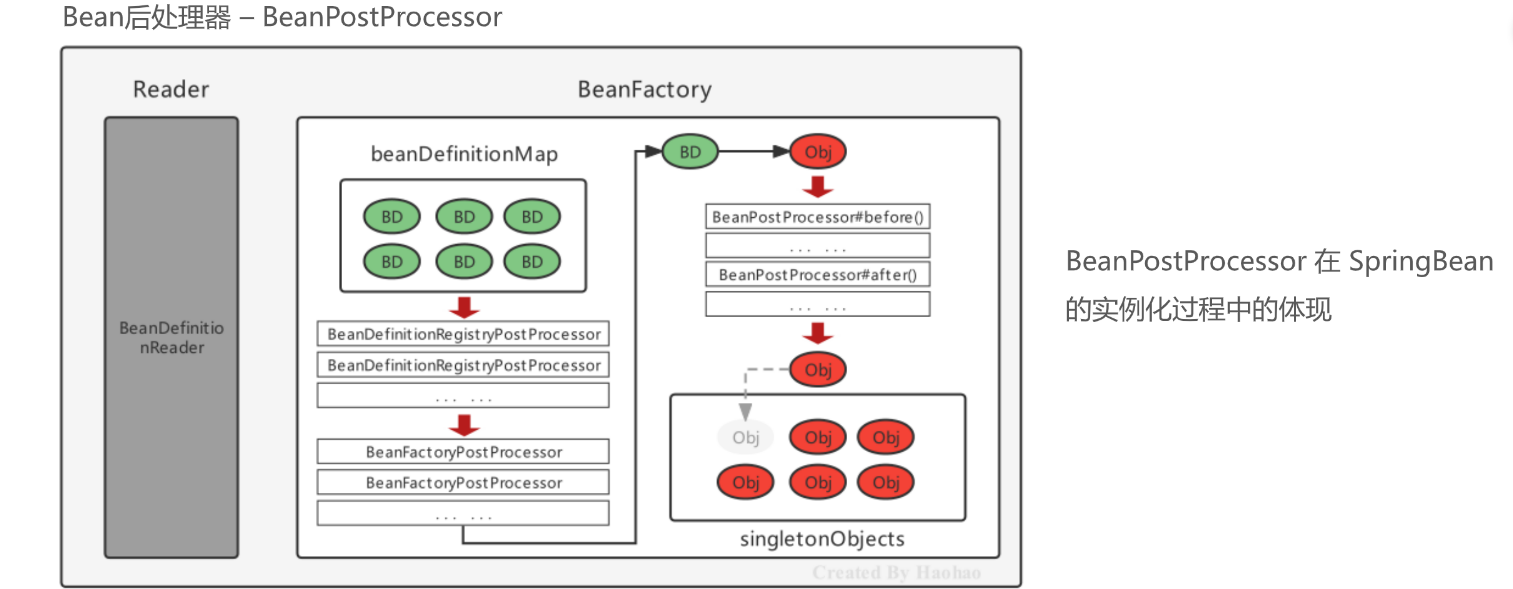 Bean后处理器 – BeanPostProcessor
Reader
BeanDefinitio
nReader
BeanFactory
beanDefinitionMap
BD BD BD
BD BD BD
BeanDefinitionRegistryPostProcessor
BeanDefinitionRegistryPostProcessor
... ...
BeanFactoryPostProcessor
BeanFactoryPostProcessor
... ...
BD Obj
BeanPostProcessor#before()
... ...
BeanPostProcessor#after()
... ...
Obj
Obj Obj Obj
Obj Obj Obj
singletonObjects
Created By Haohao
BeanPostProcessor 在 SpringBean
的实例化过程中的体现